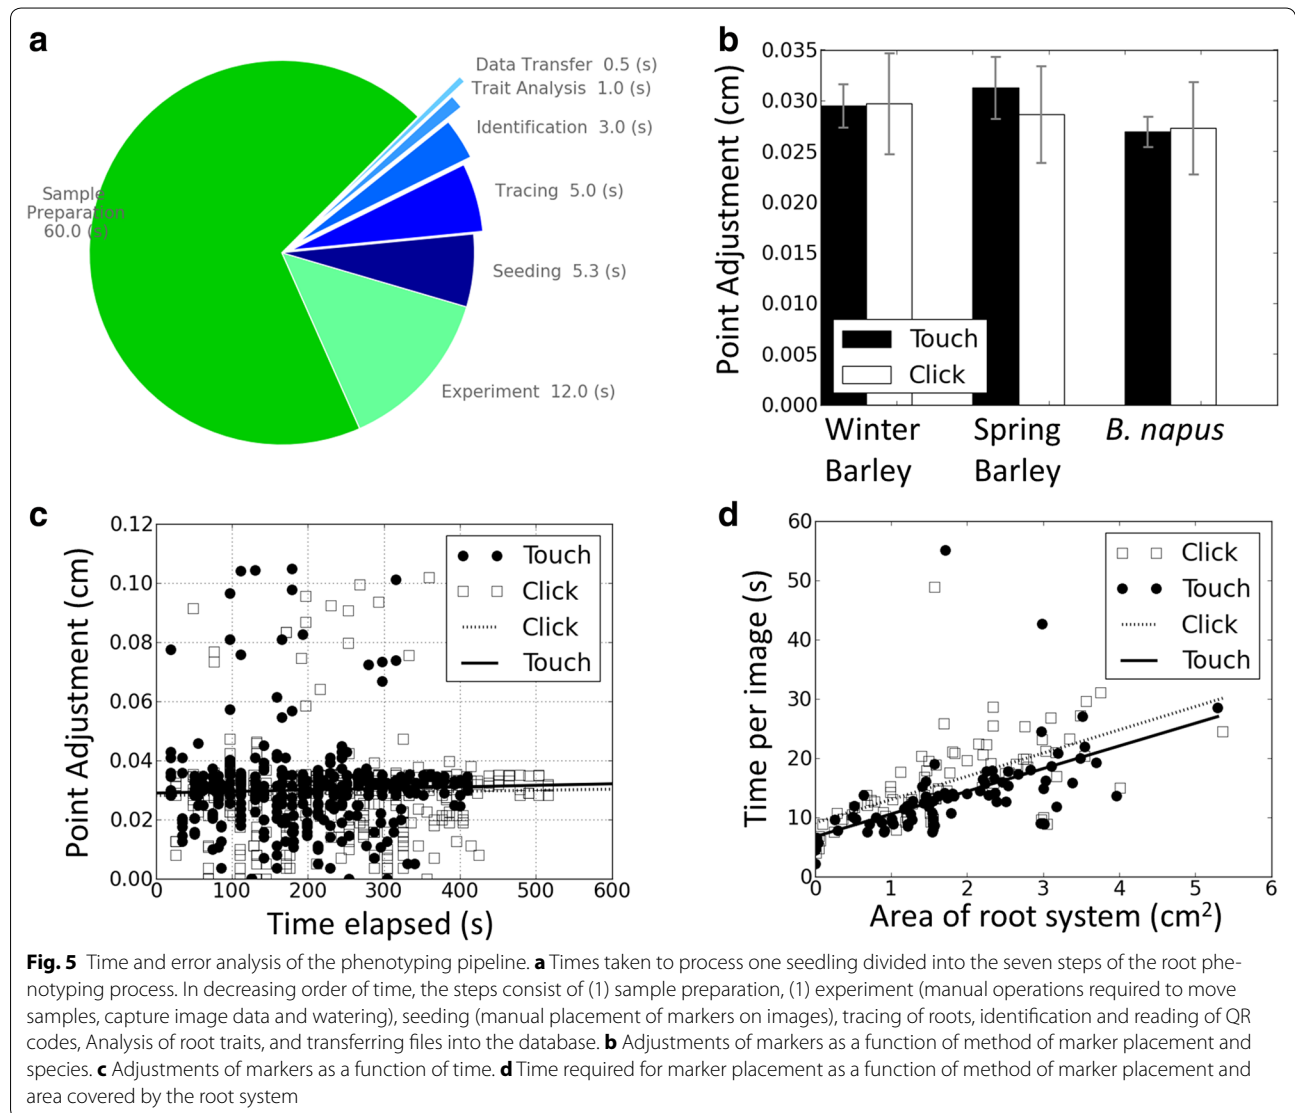 a
Data Transfer 0.5 (s)
Trait Analysis 1.0 (s)
Identification 3.0 (s)
Tracing 5.0 (s)
Sample
Preparation
60.0 (s)
Seeding 5.3 (s)
Experiment 12.0 (s)
b
Point Adjustment (cm)
0.035
0.030
0.025
0.020
0.015
0.010
0.005
0.000
Touch
Click
Winter
Barley
Spring
Barley
B. napus
c
Point Adjustment (cm)
0.12
0.10
0.08
0.06
0.04
0.02
0.00
0 100 200 300 400 500 600
Time elapsed (s)
Touch
Click
Click
Touch
d
Time per image (s)
60
50
40
30
20
10
0
0 1 2 3 4 5 6
Area of root system (cm²)
Click
Touch
Click
Touch
Fig. 5 Time and error analysis of the phenotyping pipeline. a Times taken to process one seedling divided into the seven steps of the root phe-
notyping process. In decreasing order of time, the steps consist of (1) sample preparation, (1) experiment (manual operations required to move
samples, capture image data and watering), seeding (manual placement of markers on images), tracing of roots, identification and reading of QR
codes, Analysis of root traits, and transferring files into the database. b Adjustments of markers as a function of method of marker placement and
species. c Adjustments of markers as a function of time. d Time required for marker placement as a function of method of marker placement and
area covered by the root system